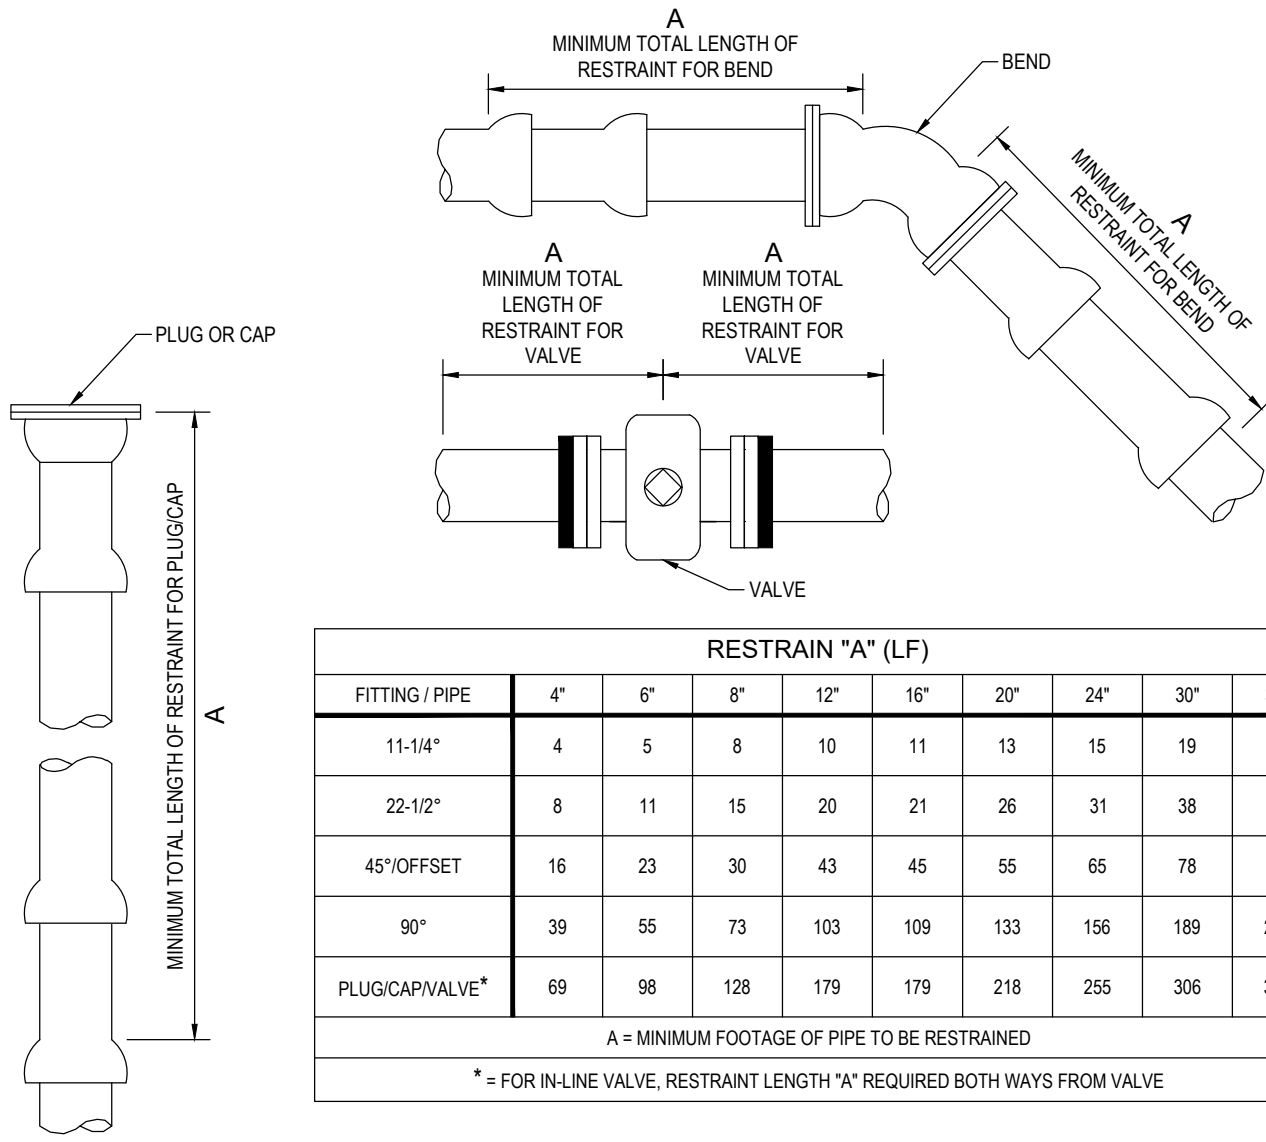 A
MINIMUM TOTAL LENGTH OF
RESTRAINT FOR BEND
BEND
A
MINIMUM TOTAL LENGTH OF
RESTRAINT FOR BEND
A
MINIMUM TOTAL
LENGTH OF
RESTRAINT FOR
VALVE
A
MINIMUM TOTAL
LENGTH OF
RESTRAINT FOR
VALVE
VALVE
PLUG OR CAP
MINIMUM TOTAL LENGTH OF RESTRAINT FOR PLUG/CAP
A
RESTRAIN "A" (LF)
FITTING / PIPE 4" 6" 8" 12" 16" 20" 24" 30"
11-1/4° 4 5 8 10 11 13 15 19
22-1/2° 8 11 15 20 21 26 31 38
45°/OFFSET 16 23 30 43 45 55 65 78
90° 39 55 73 103 109 133 156 189
PLUG/CAP/VALVE* 69 98 128 179 179 218 255 306
A = MINIMUM FOOTAGE OF PIPE TO BE RESTRAINED
* = FOR IN-LINE VALVE, RESTRAINT LENGTH "A" REQUIRED BOTH WAYS FROM VALVE